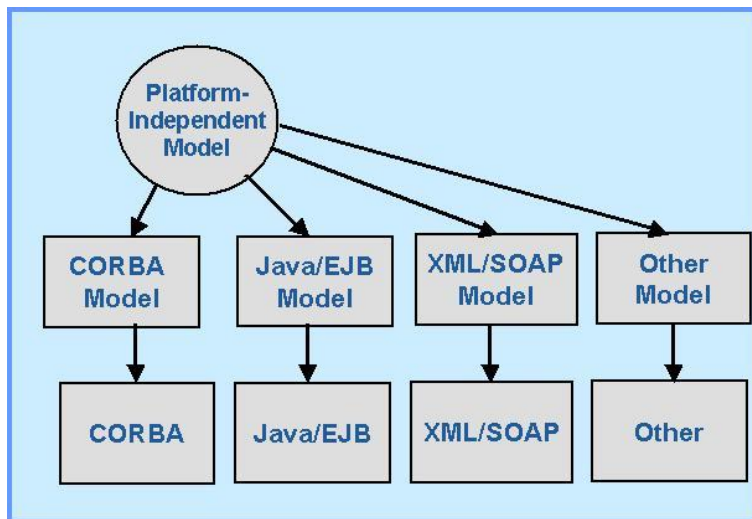 Platform-
Independent
Model
CORBA
Model
Java/EJB
Model
XML/SOAP
Model
Other
Model
CORBA
Java/EJB
XML/SOAP
Other